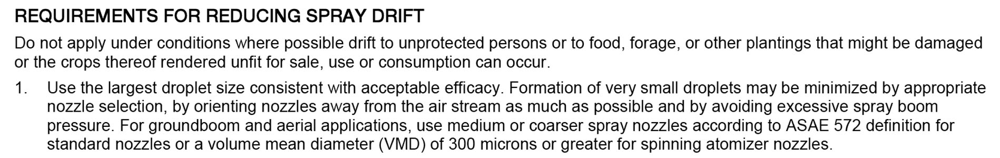 REQUIREMENTS FOR REDUCING SPRAY DRIFT
Do not apply under conditions where possible drift to unprotected persons or to food, forage, or other plantings that might be damaged
or the crops thereof rendered unfit for sale, use or consumption can occur.
1. Use the largest droplet size consistent with acceptable efficacy. Formation of very small droplets may be minimized by appropriate
nozzle selection, by orienting nozzles away from the air stream as much as possible and by avoiding excessive spray boom
pressure. For groundboom and aerial applications, use medium or coarser spray nozzles according to ASAE 572 definition for
standard nozzles or a volume mean diameter (VMD) of 300 microns or greater for spinning atomizer nozzles.